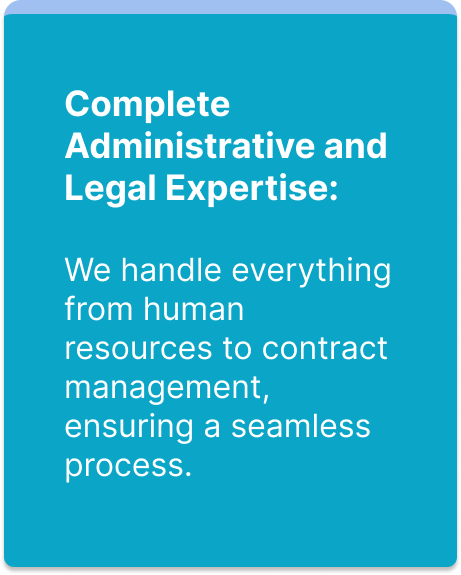 Complete
Administrative and
Legal Expertise:
We handle everything
from human
resources to contract
management,
ensuring a seamless
process.